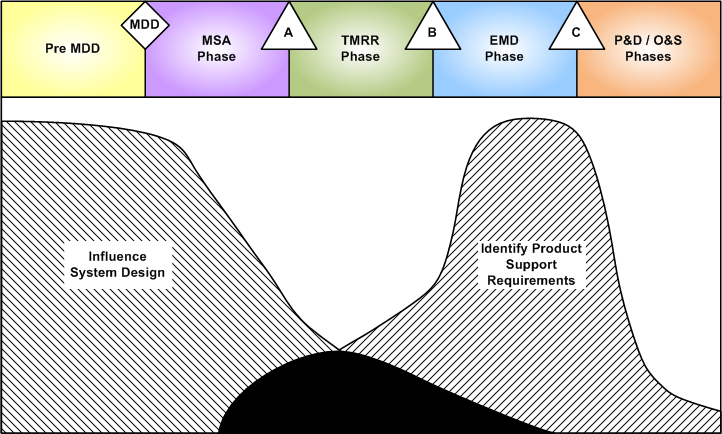 Pre MDD
MDD
MSA
Phase
A
TMRR
Phase
B
EMD
Phase
C
P&D / O&S
Phases
Influence
System Design
Identify Product
Support
Requirements